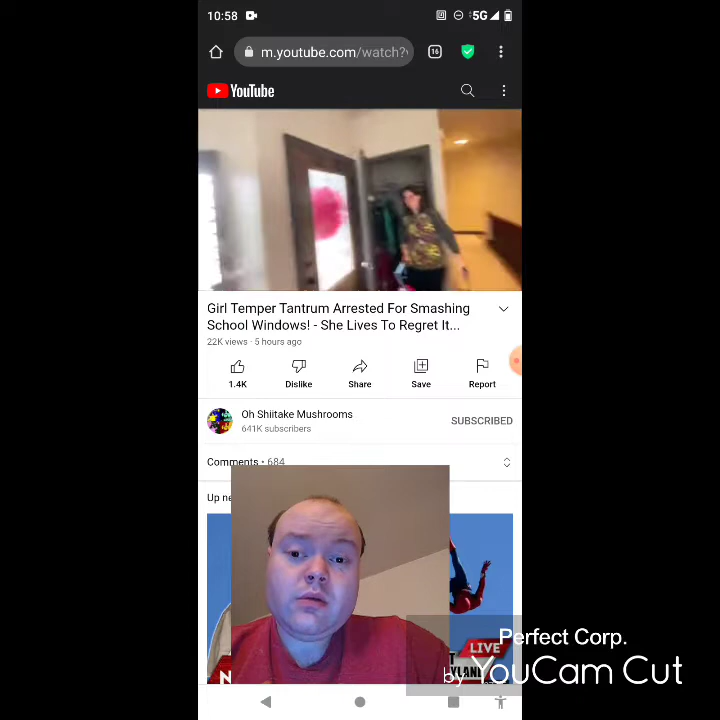 10:58
5G
m.youtube.com/watch?v
16
YouTube
Girl Temper Tantrum Arrested For Smashing
School Windows! - She Lives To Regret It...
22K views · 5 hours ago
1.4K Dislike Share Save Report
Oh Shiitake Mushrooms
641K subscribers
SUBSCRIBED
Comments • 684
Up ne
LIVE
Perfect Corp.
by YouCam Cut